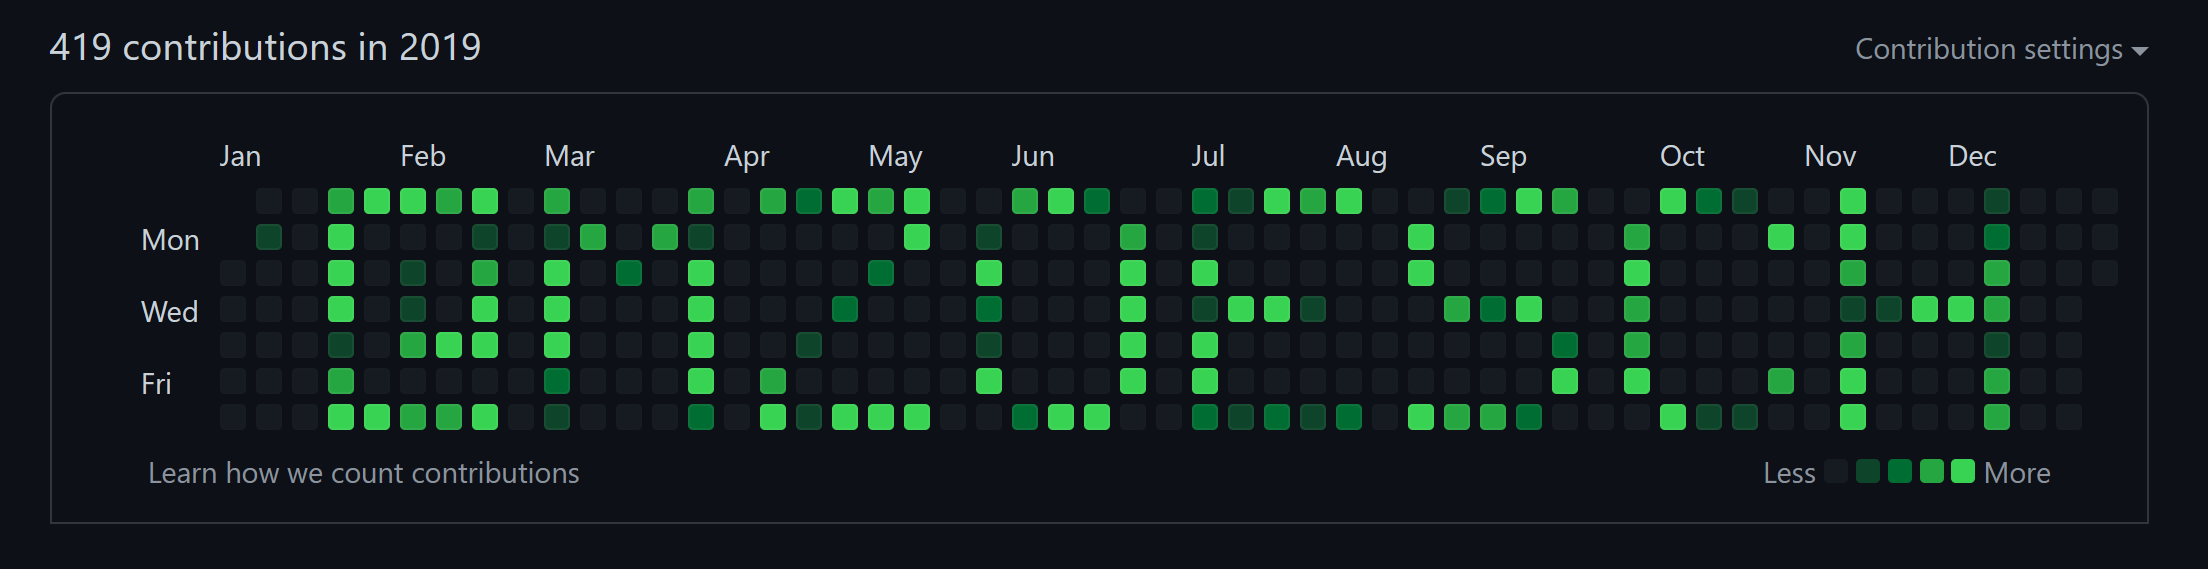 419 contributions in 2019
Contribution settings
Jan Feb Mar Apr May Jun Jul Aug Sep Oct Nov Dec
Mon
Wed
Fri
GMZOESCH
Learn how we count contributions
Less More